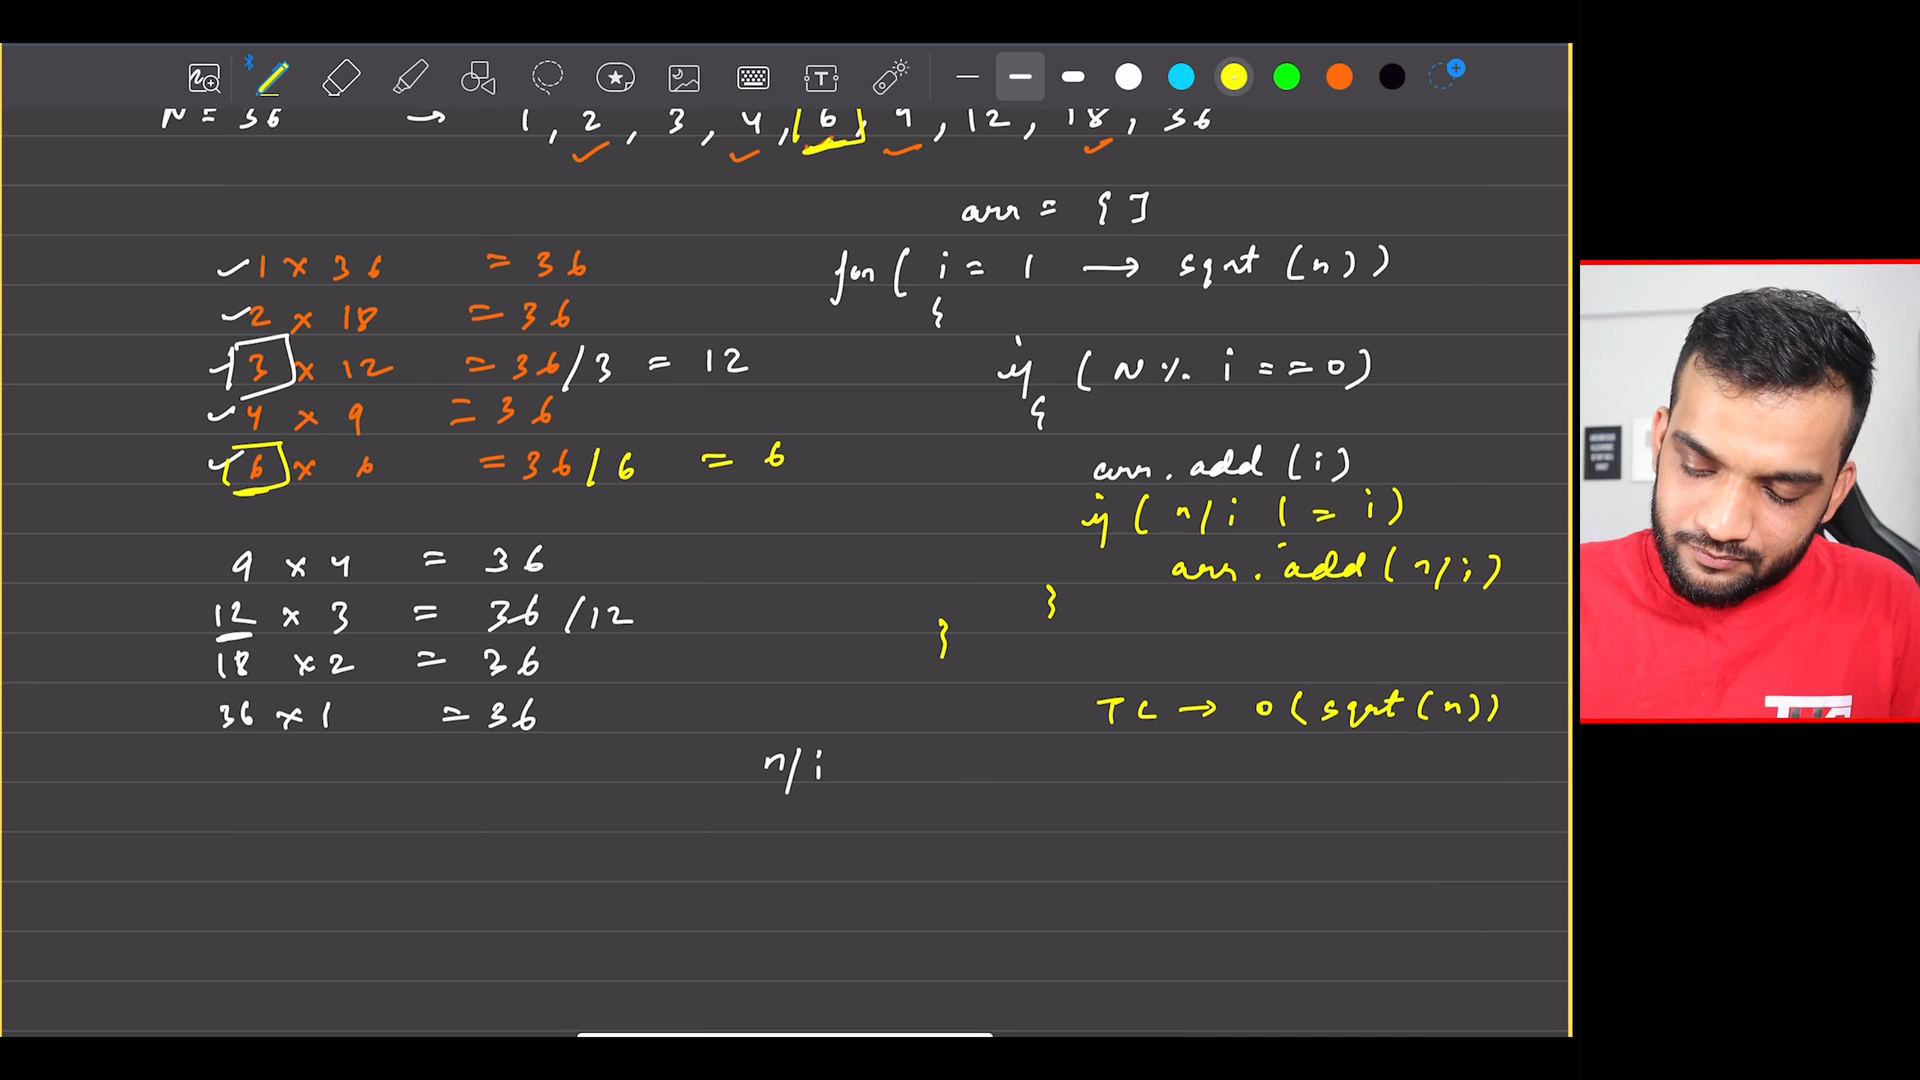 N = 36 → 1, 2, 3, 4, 6, 9, 12, 18, 36
arr = { ]
1 × 36 = 36
2 × 18 = 36
3 × 12 = 36/3 = 12
4 × 9 = 36
6 × 6 = 36/6 = 6
9 × 4 = 36
12 × 3 = 36/12
18 × 2 = 36
36 × 1 = 36
n/i
for ( i = 1 → sqrt (n))
{
if ( N % i == 0)
{
arr. add (i)
if ( n/i != i)
arr. add (n/i)
}
}
TC → O(sqrt(n))
T